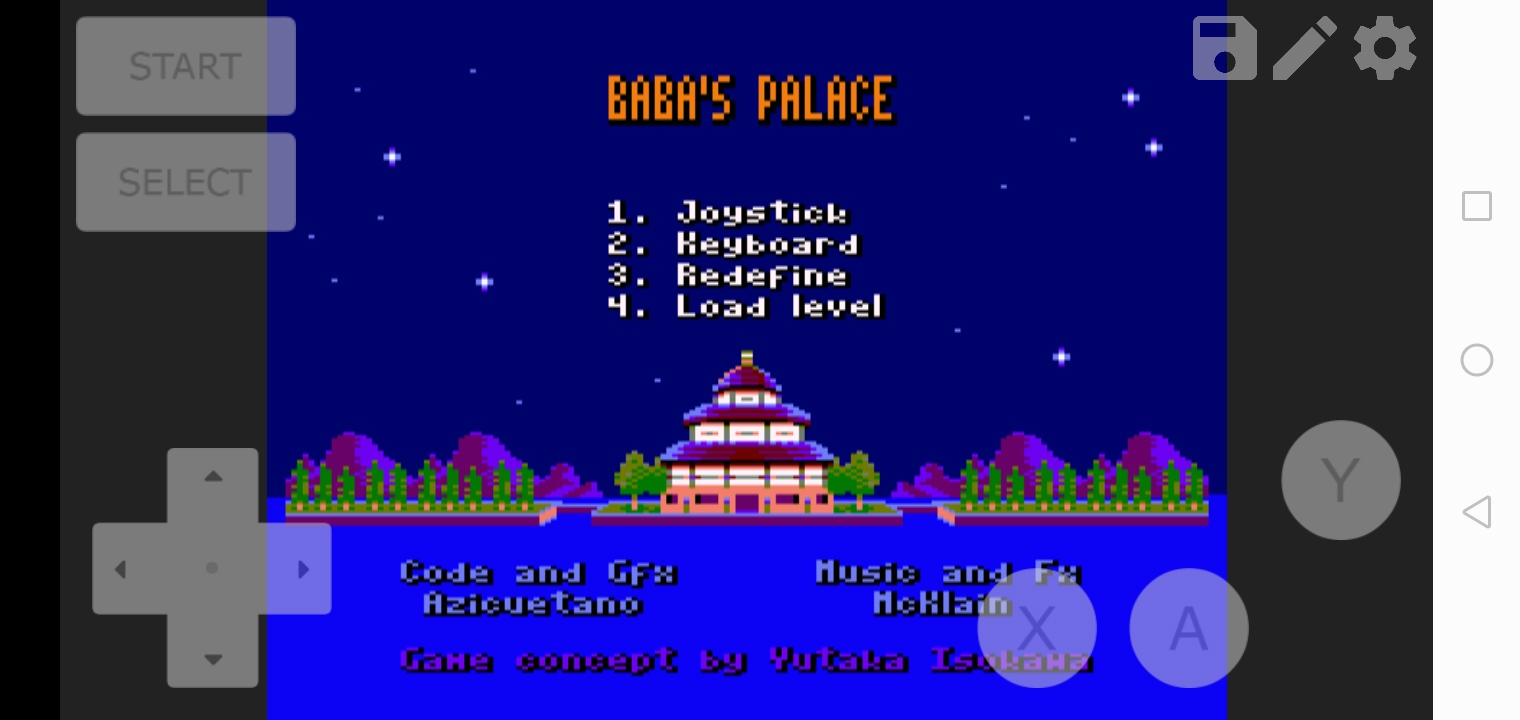 START
SELECT
BABA'S PALACE
1. Joystick
2. Keyboard
3. Redefine
4. Load level
Code and Gfx
Azicuetano
Music and Fx
McKlain
Game concept by Yutaka Isokawa
Y
X
A